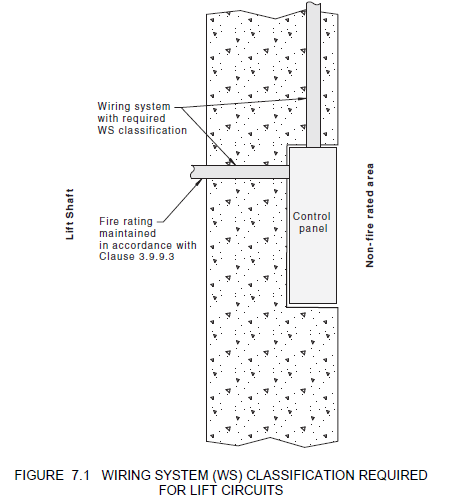 Wiring system
with required
WS classification
Lift Shaft
Fire rating
maintained
in accordance with
Clause 3.9.9.3
Control
panel
Non-fire rated area
FIGURE 7.1 WIRING SYSTEM (WS) CLASSIFICATION REQUIRED
FOR LIFT CIRCUITS